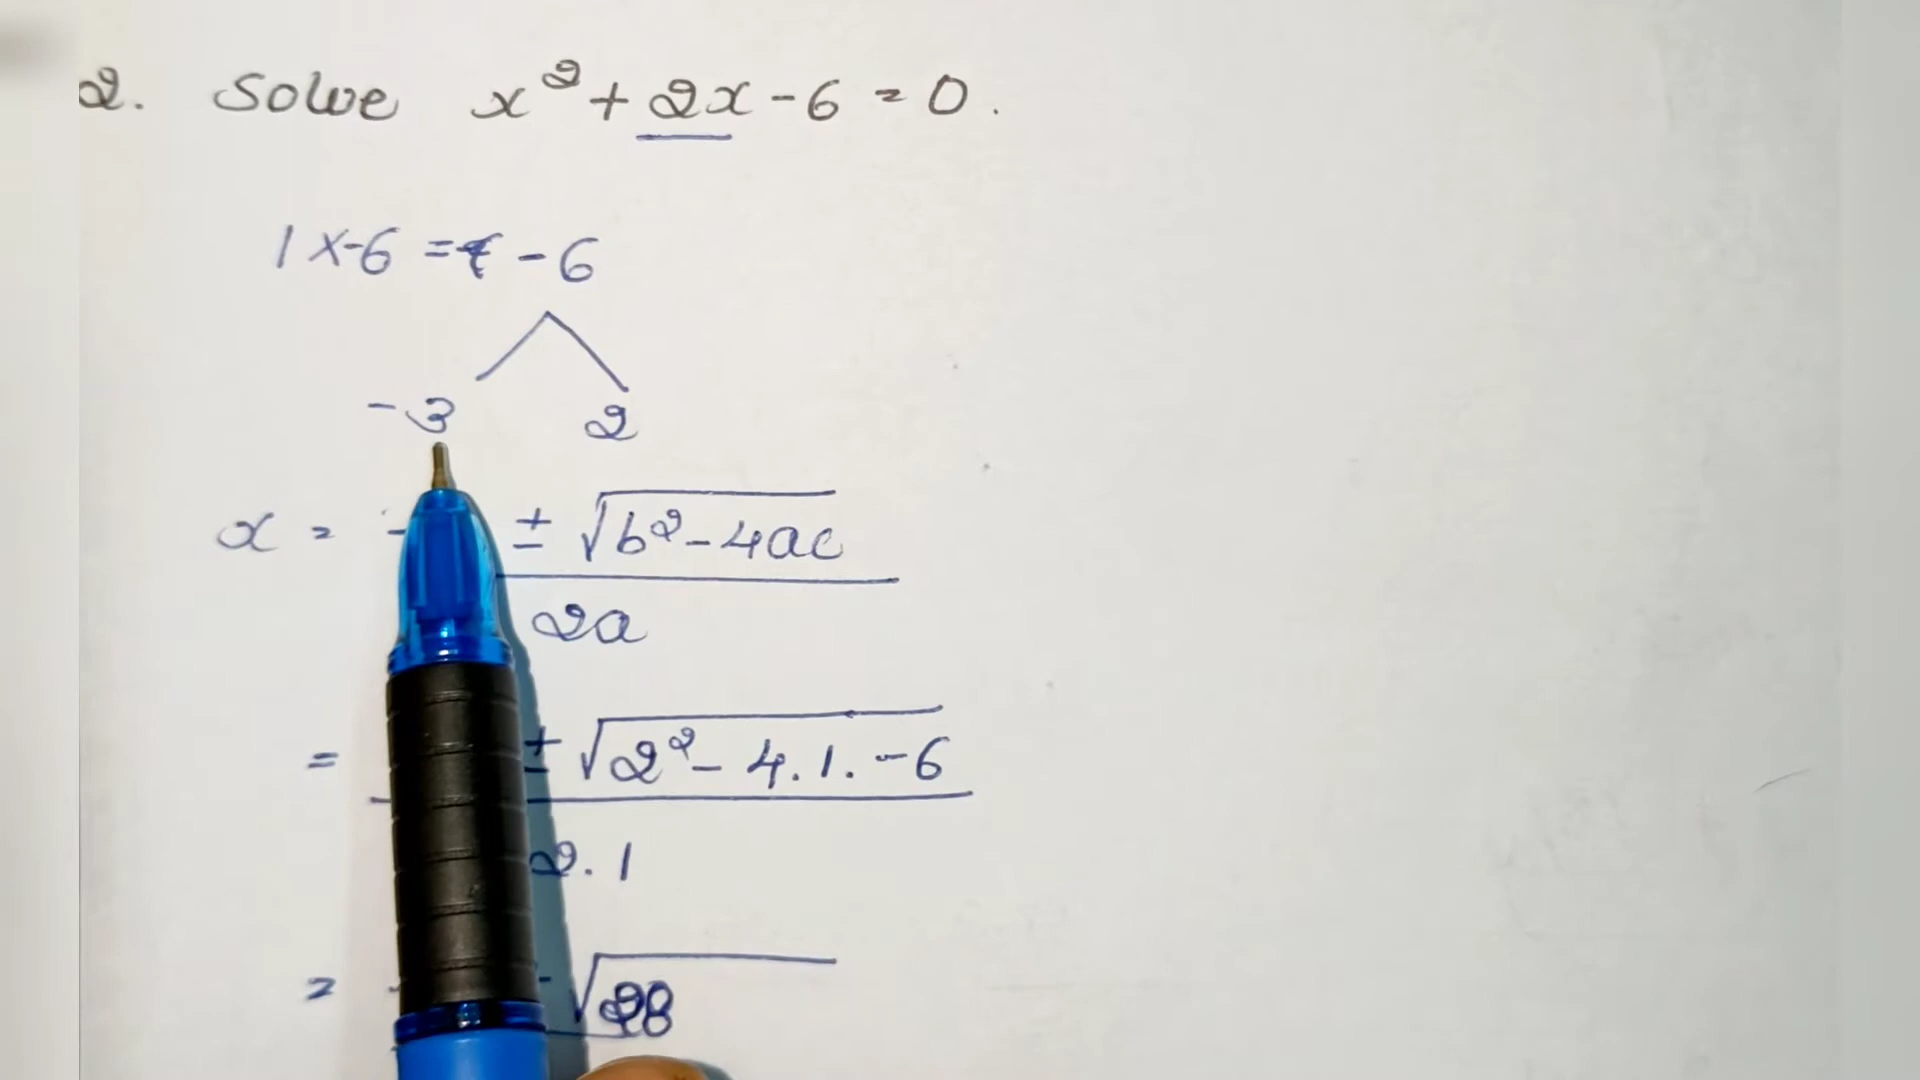 2. Solve x² + 2x - 6 = 0.
1 x -6 = - 6
-3 2
x = - ± √b² - 4ac
2a
= ± √2² - 4.1. -6
2.1
= √28